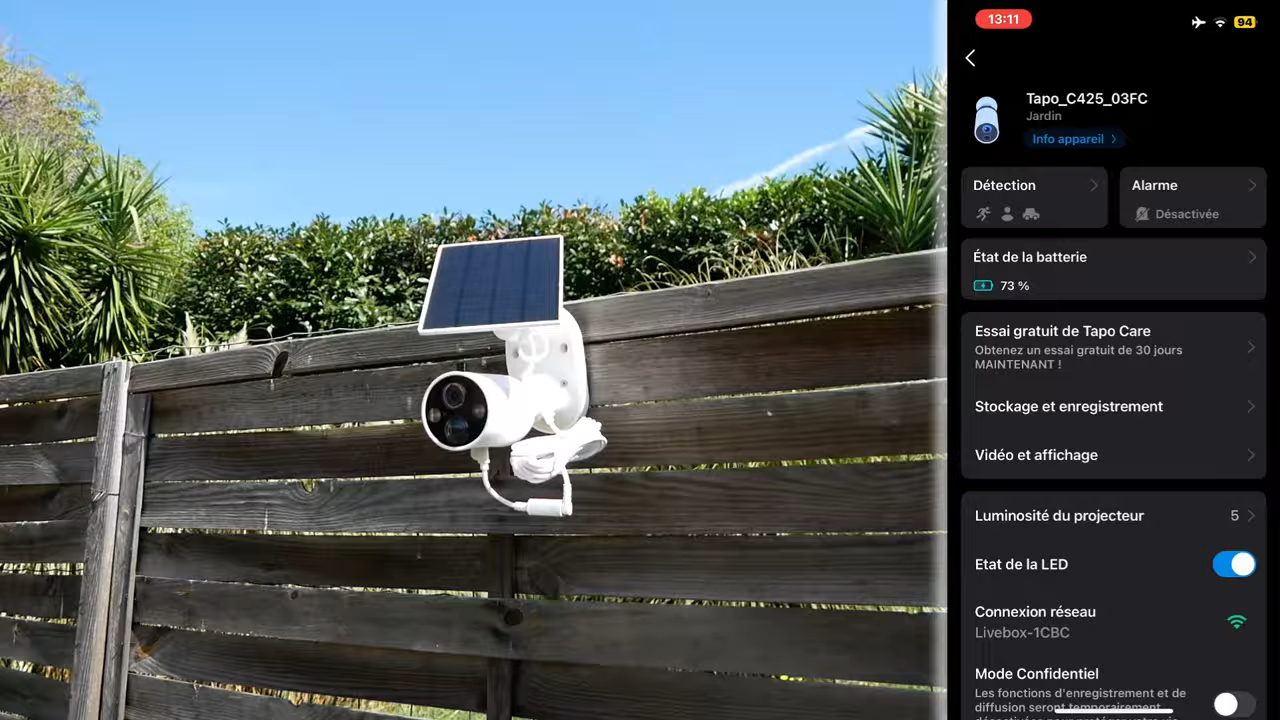 13:11
94
Tapo_C425_03FC
Jardin
Info appareil
Détection
Alarme
Désactivée
État de la batterie
73 %
Essai gratuit de Tapo Care
Obtenez un essai gratuit de 30 jours
MAINTENANT !
Stockage et enregistrement
Vidéo et affichage
Luminosité du projecteur
5
Etat de la LED
Connexion réseau
Livebox-1CBC
Mode Confidentiel
Les fonctions d'enregistrement et de
diffusion seront temporairement